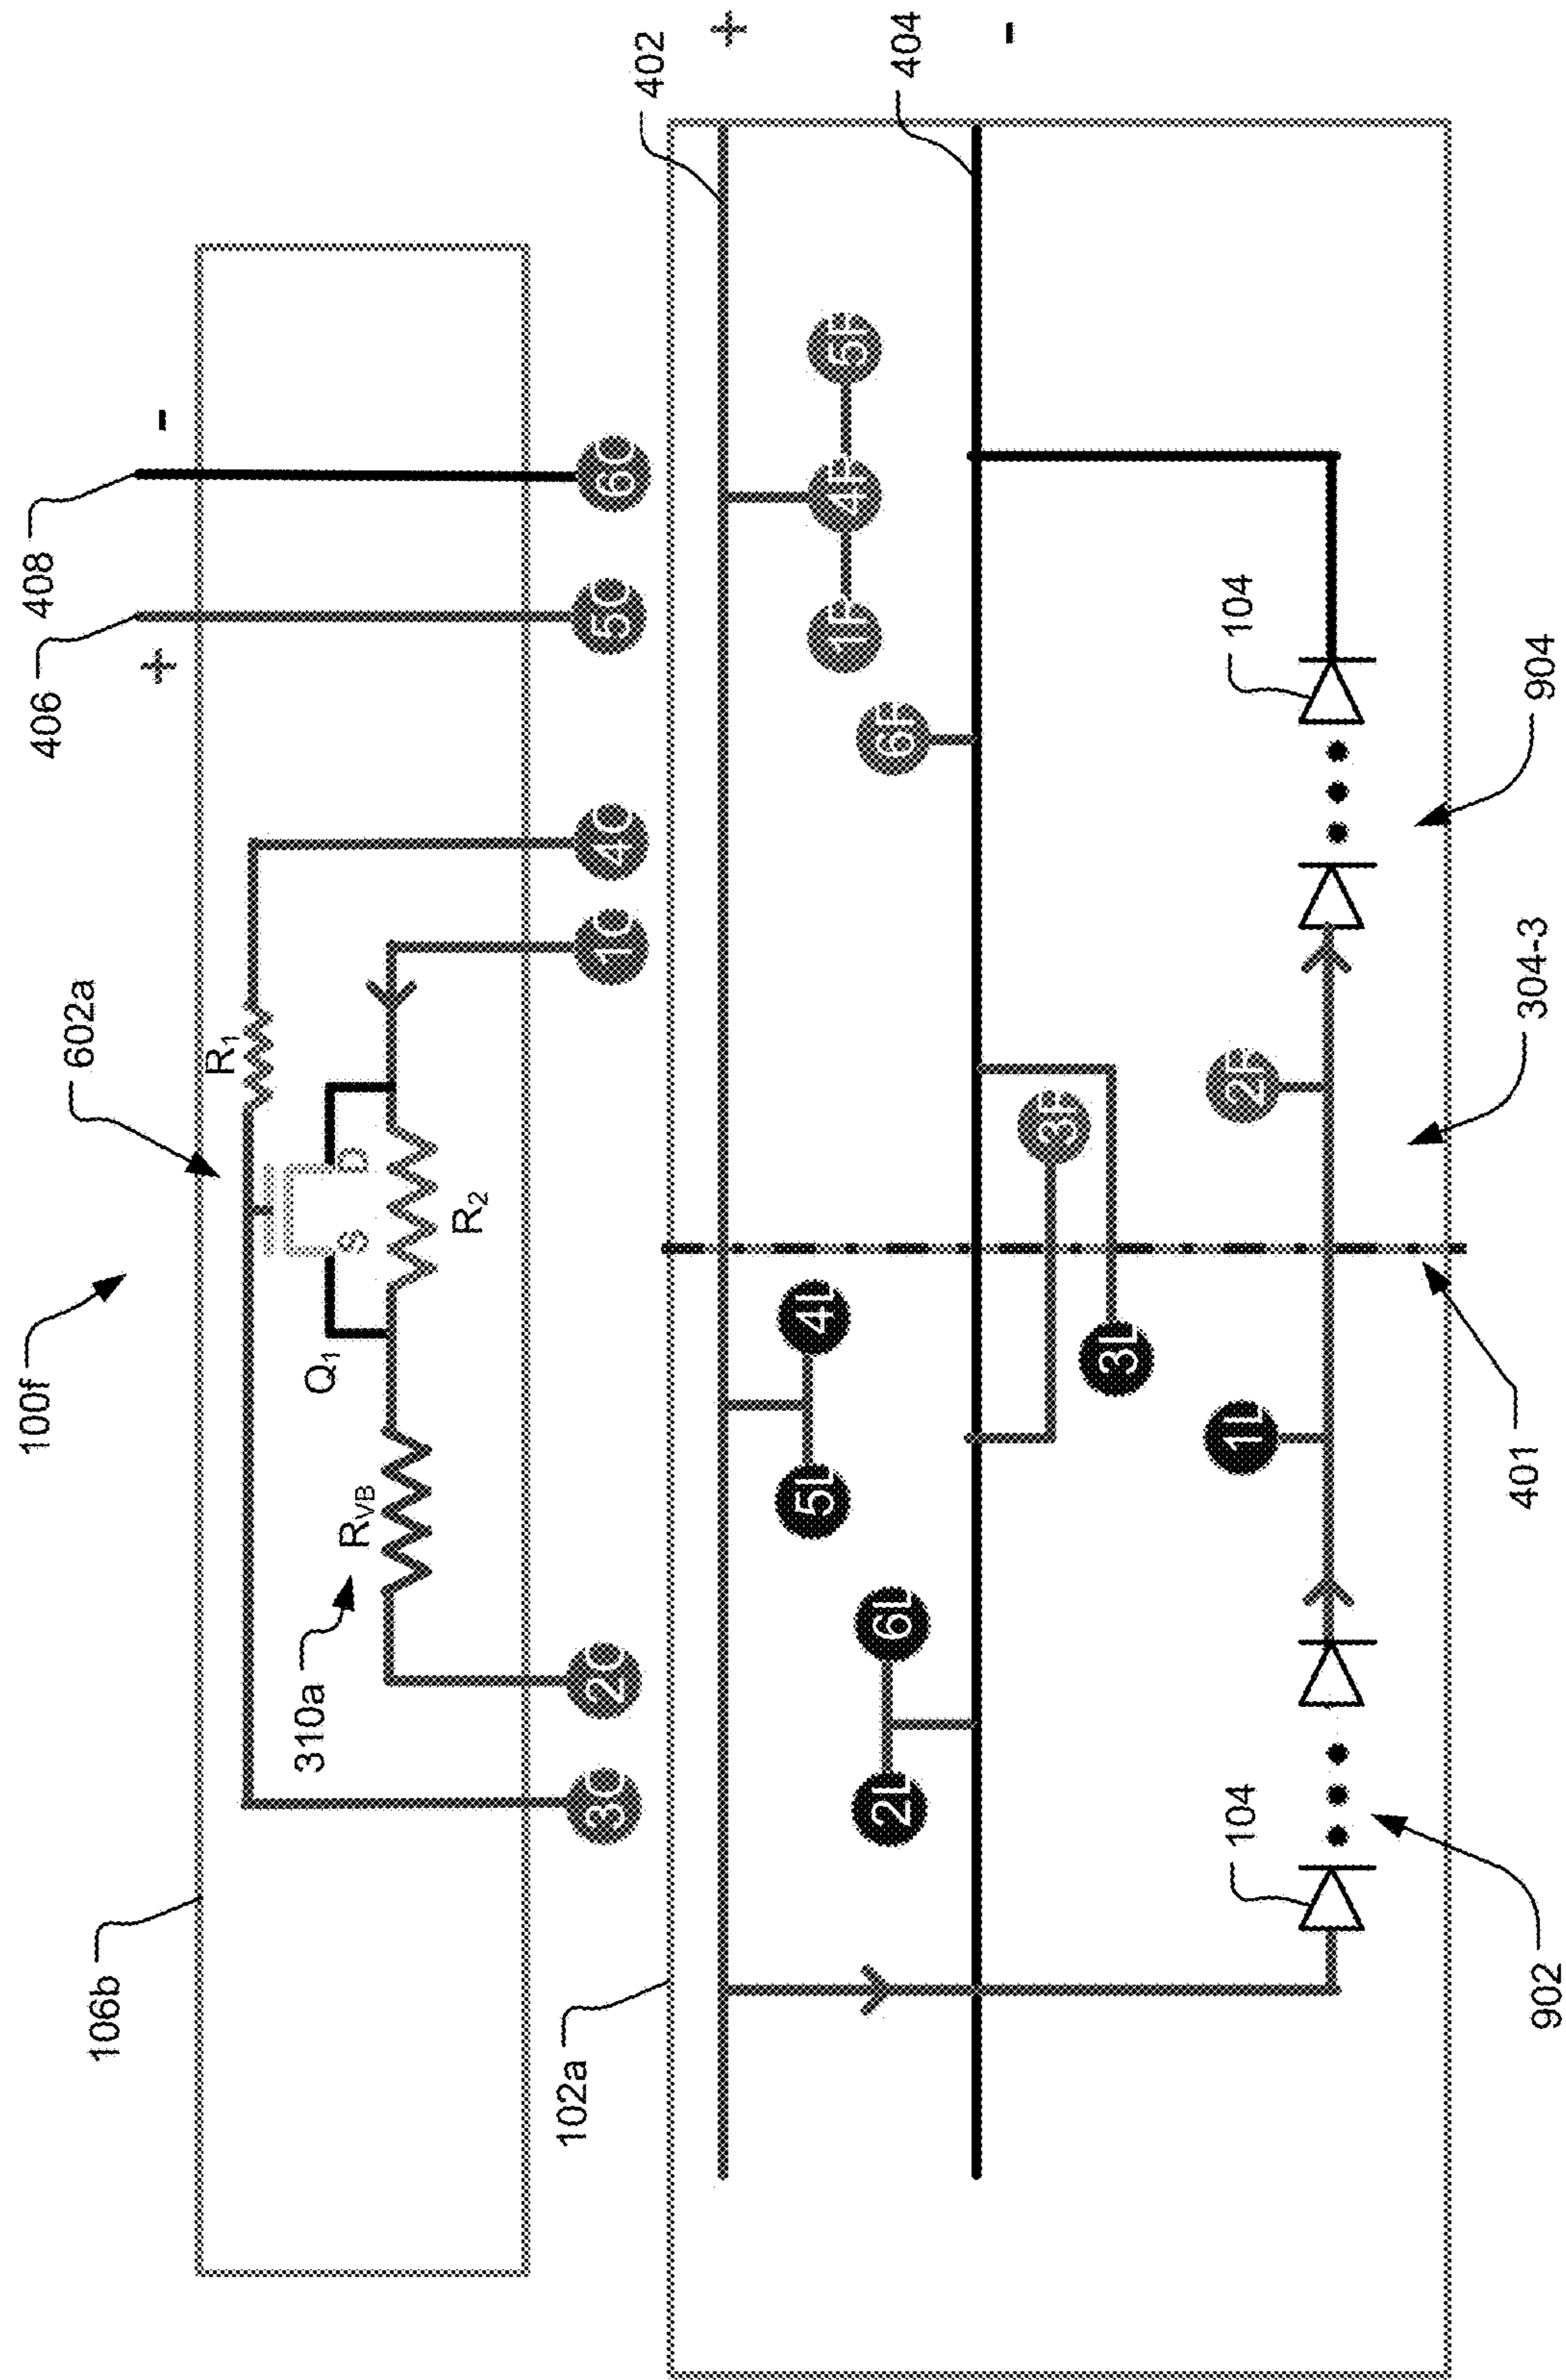 100f
406
408
602a
106b
+
-
R₁
Q₁
S
D
310a
R_VB
R₂
3C
2C
1C
4C
5C
6C
102a
402
+
5L
4L
1F
4F
5F
2L
6L
6F
404
-
3F
3L
104
1L
2F
104
902
401
304-3
904